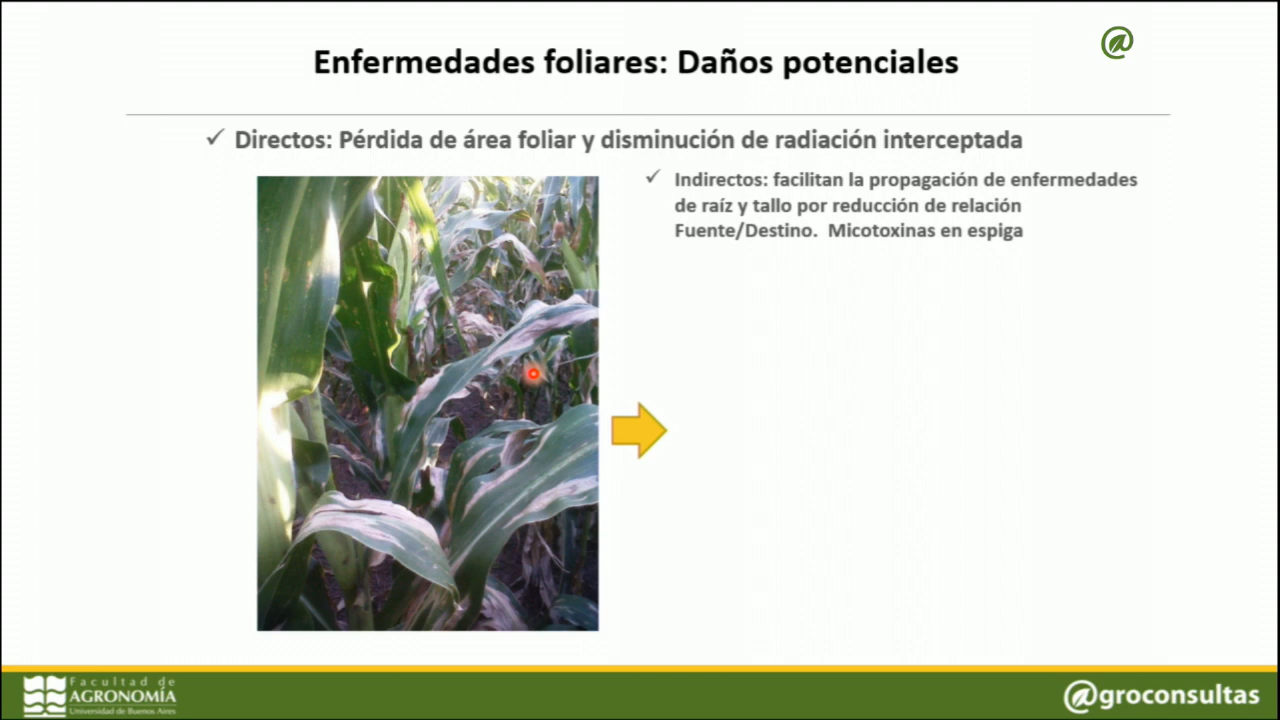 Enfermedades foliares: Daños potenciales
✓ Directos: Pérdida de área foliar y disminución de radiación interceptada
✓ Indirectos: facilitan la propagación de enfermedades
de raíz y tallo por reducción de relación
Fuente/Destino. Micotoxinas en espiga
Facultad de
AGRONOMÍA
Universidad de Buenos Aires
@groconsultas